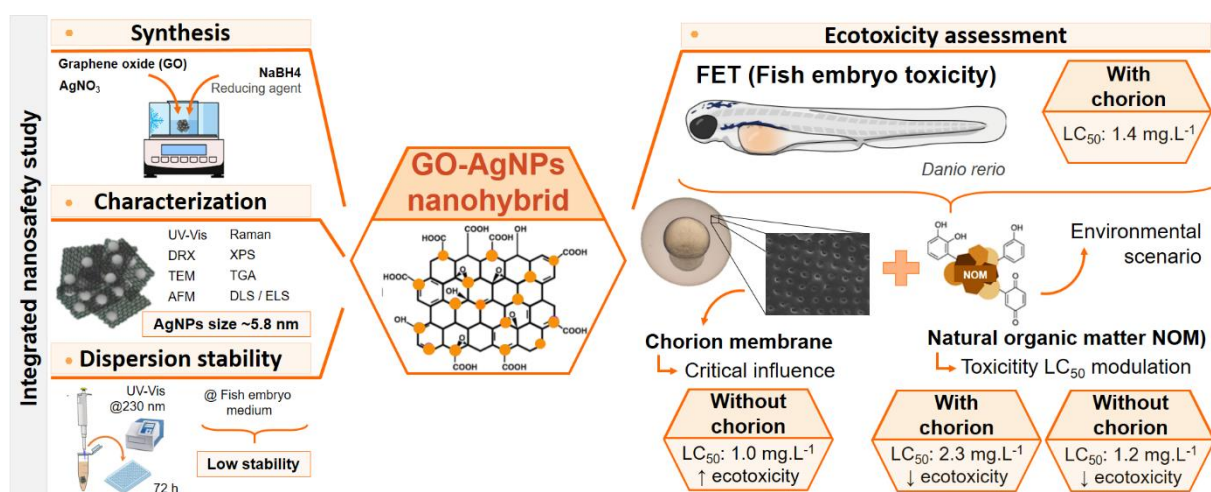 Integrated nanosafety study
• Synthesis
Graphene oxide (GO)
AgNO₃
NaBH4
Reducing agent
• Characterization
UV-Vis Raman
DRX XPS
TEM TGA
AFM DLS / ELS
AgNPs size ~5.8 nm
• Dispersion stability
UV-Vis
@230 nm
@ Fish embryo
medium
Low stability
72 h
GO-AgNPs
nanohybrid
COOH COOH OH
HOOC COOH
HOOC COOH
O O
OH
O O
OH COOH
COOH COOH
• Ecotoxicity assessment
FET (Fish embryo toxicity)
Danio rerio
With
chorion
LC₅₀: 1.4 mg.L⁻¹
Chorion membrane
Critical influence
Without
chorion
LC₅₀: 1.0 mg.L⁻¹
↑ ecotoxicity
OH
OH
OH
NOM
O
O
Environmental
scenario
Natural organic matter NOM)
Toxicitity LC₅₀ modulation
With
chorion
LC₅₀: 2.3 mg.L⁻¹
↓ ecotoxicity
Without
chorion
LC₅₀: 1.2 mg.L⁻¹
↓ ecotoxicity